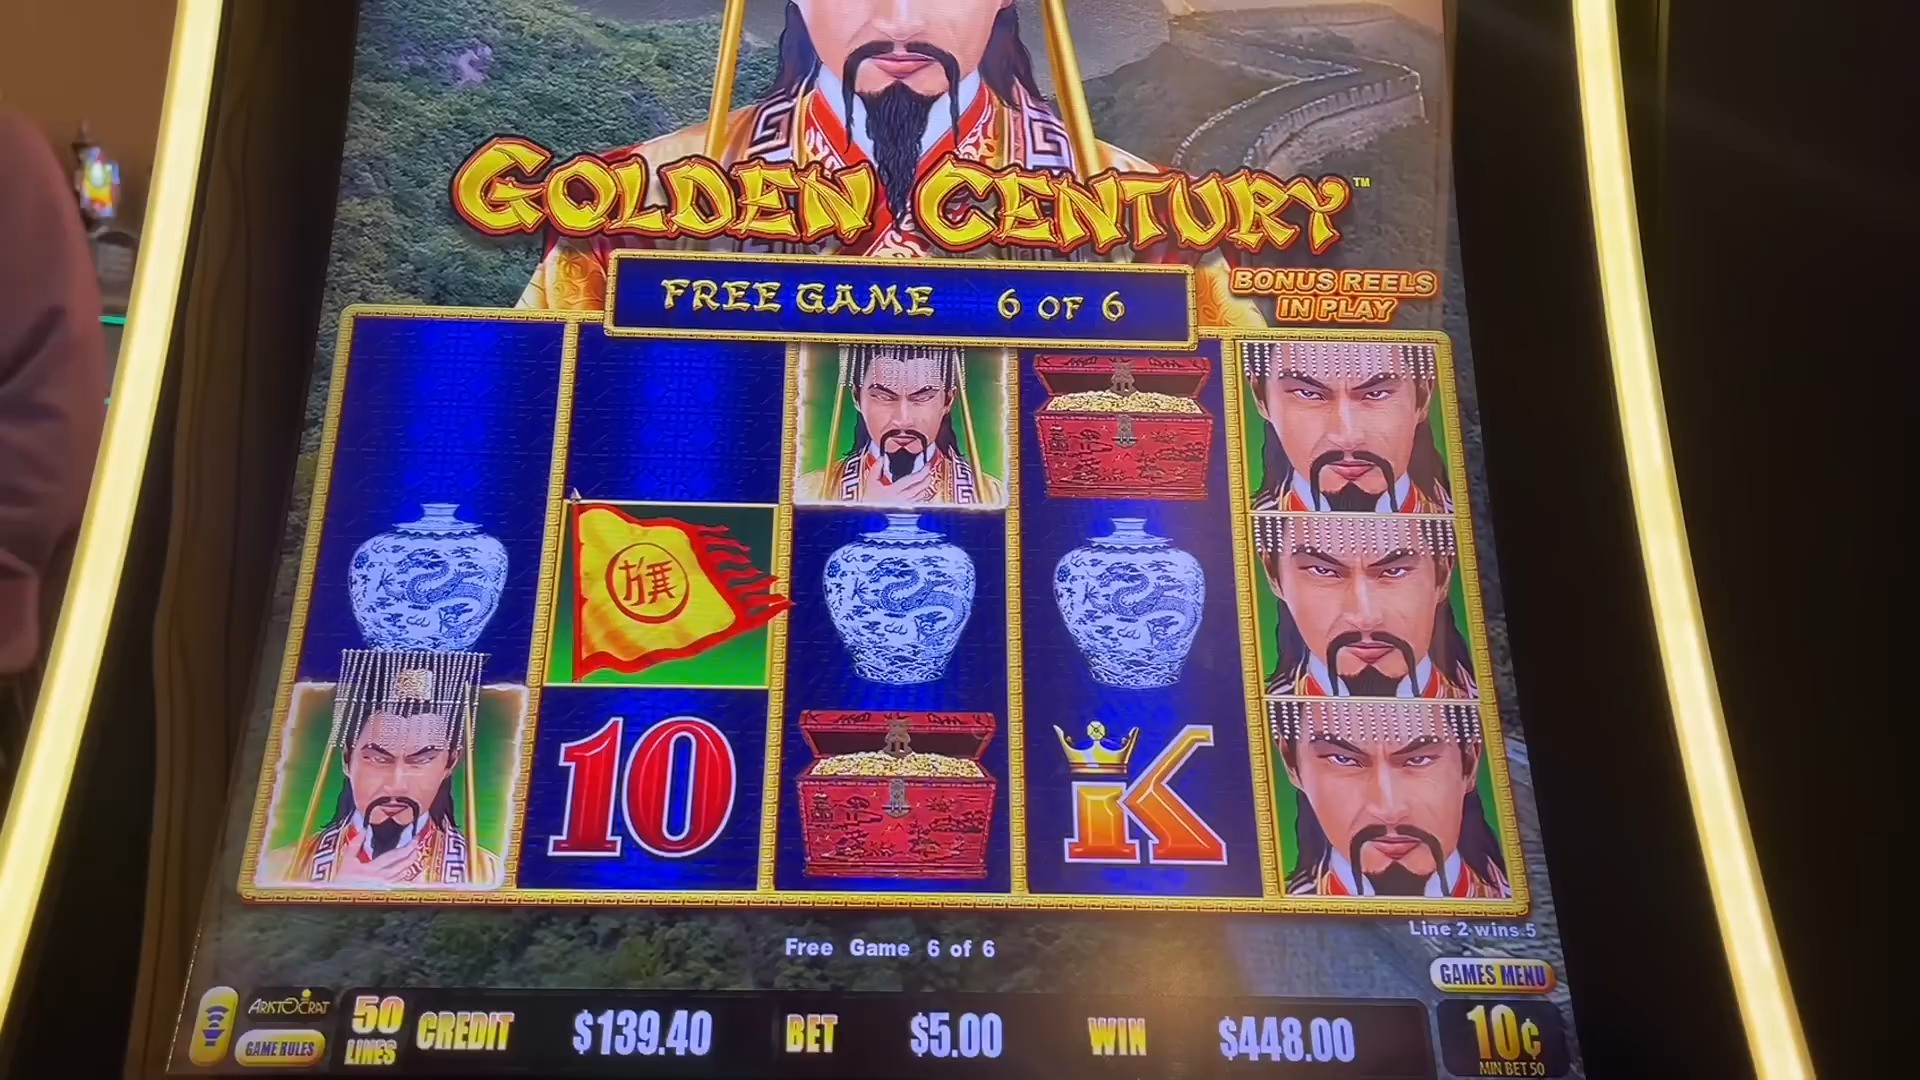 GOLDEN CENTURY™
FREE GAME 6 OF 6
BONUS REELS
IN PLAY
旗
10
K
Line 2 wins 5
Free Game 6 of 6
GAMES MENU
ARISTOCRAT
GAME RULES
50
LINES
CREDIT $139.40
BET $5.00
WIN $448.00
10¢
MIN BET 50